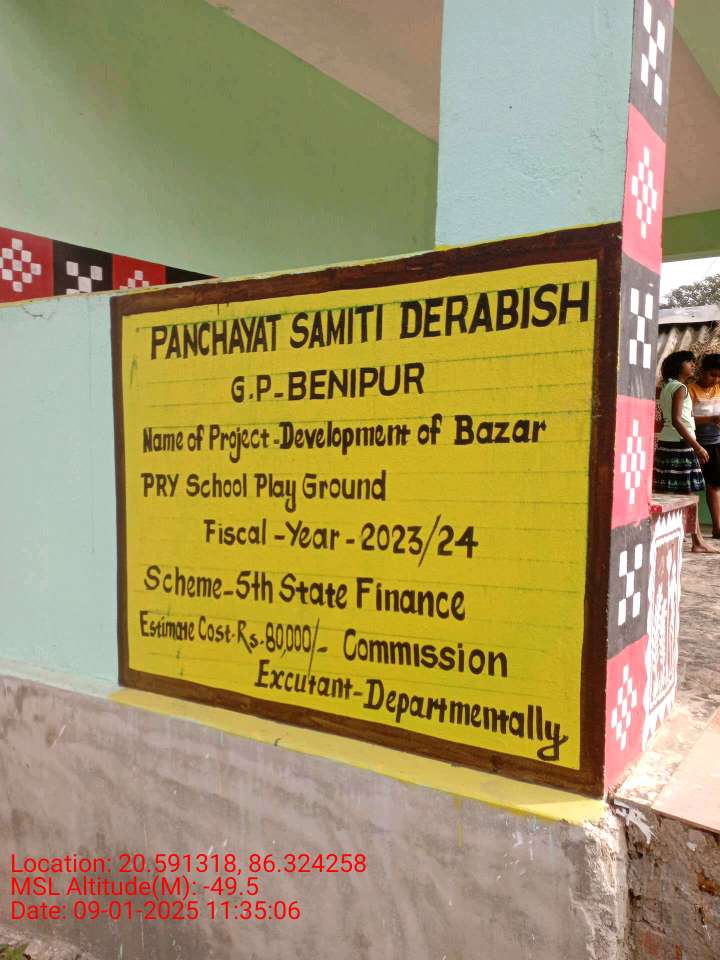 PANCHAYAT SAMITI DERABISH
G.P-BENIPUR
Name of Project-Development of Bazar
PRY School Play Ground
Fiscal-Year-2023/24
Scheme-5th State Finance
Estimate Cost-Rs-80,000/- Commission
Excutant-Departmentally
Location: 20.591318, 86.324258
MSL Altitude(M): -49.5
Date: 09-01-2025 11:35:06